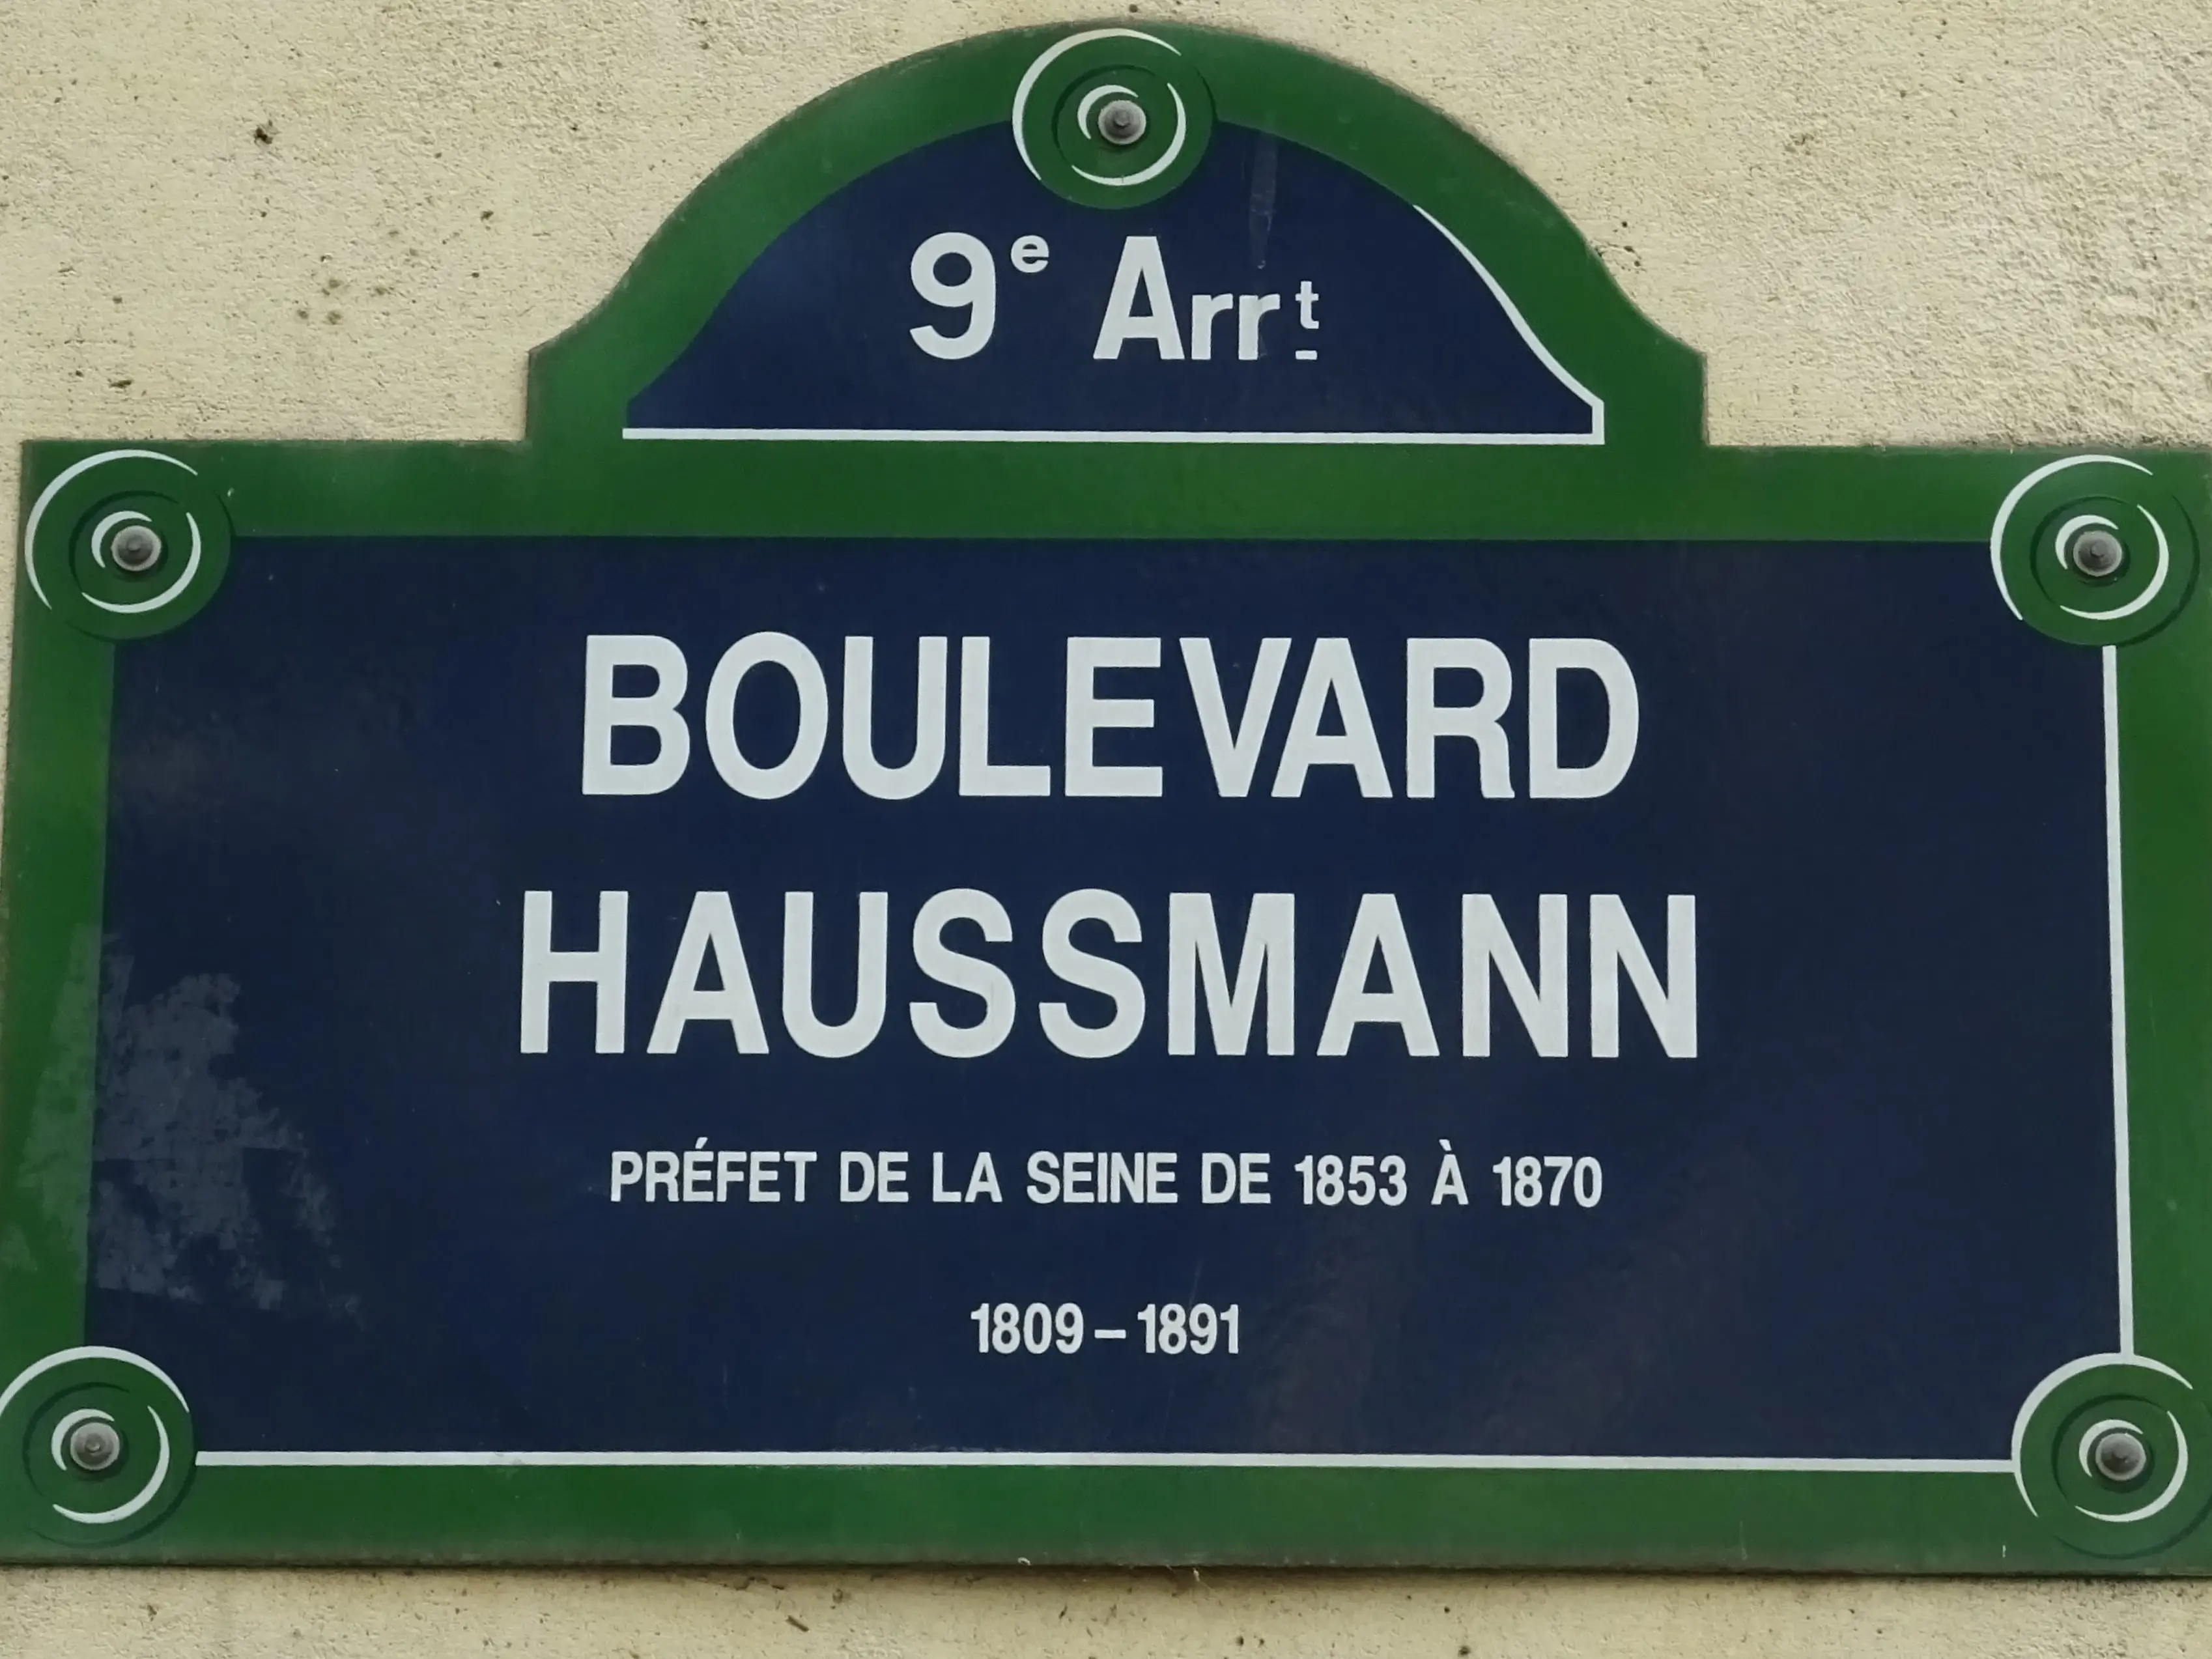 9e Arrt
BOULEVARD
HAUSSMANN
PRÉFET DE LA SEINE DE 1853 À 1870
1809 – 1891